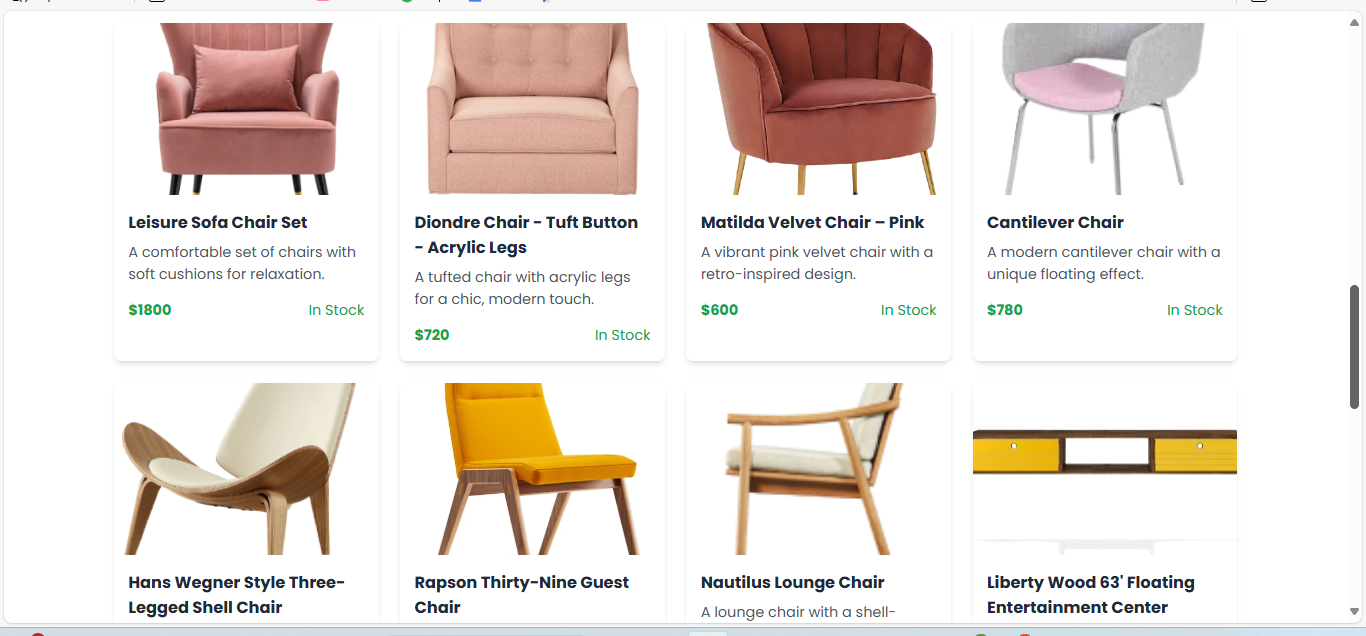 Leisure Sofa Chair Set
A comfortable set of chairs with
soft cushions for relaxation.
$1800 In Stock
Diondre Chair - Tuft Button
- Acrylic Legs
A tufted chair with acrylic legs
for a chic, modern touch.
$720 In Stock
Matilda Velvet Chair – Pink
A vibrant pink velvet chair with a
retro-inspired design.
$600 In Stock
Cantilever Chair
A modern cantilever chair with a
unique floating effect.
$780 In Stock
Hans Wegner Style Three-
Legged Shell Chair
Rapson Thirty-Nine Guest
Chair
Nautilus Lounge Chair
A lounge chair with a shell-
Liberty Wood 63' Floating
Entertainment Center